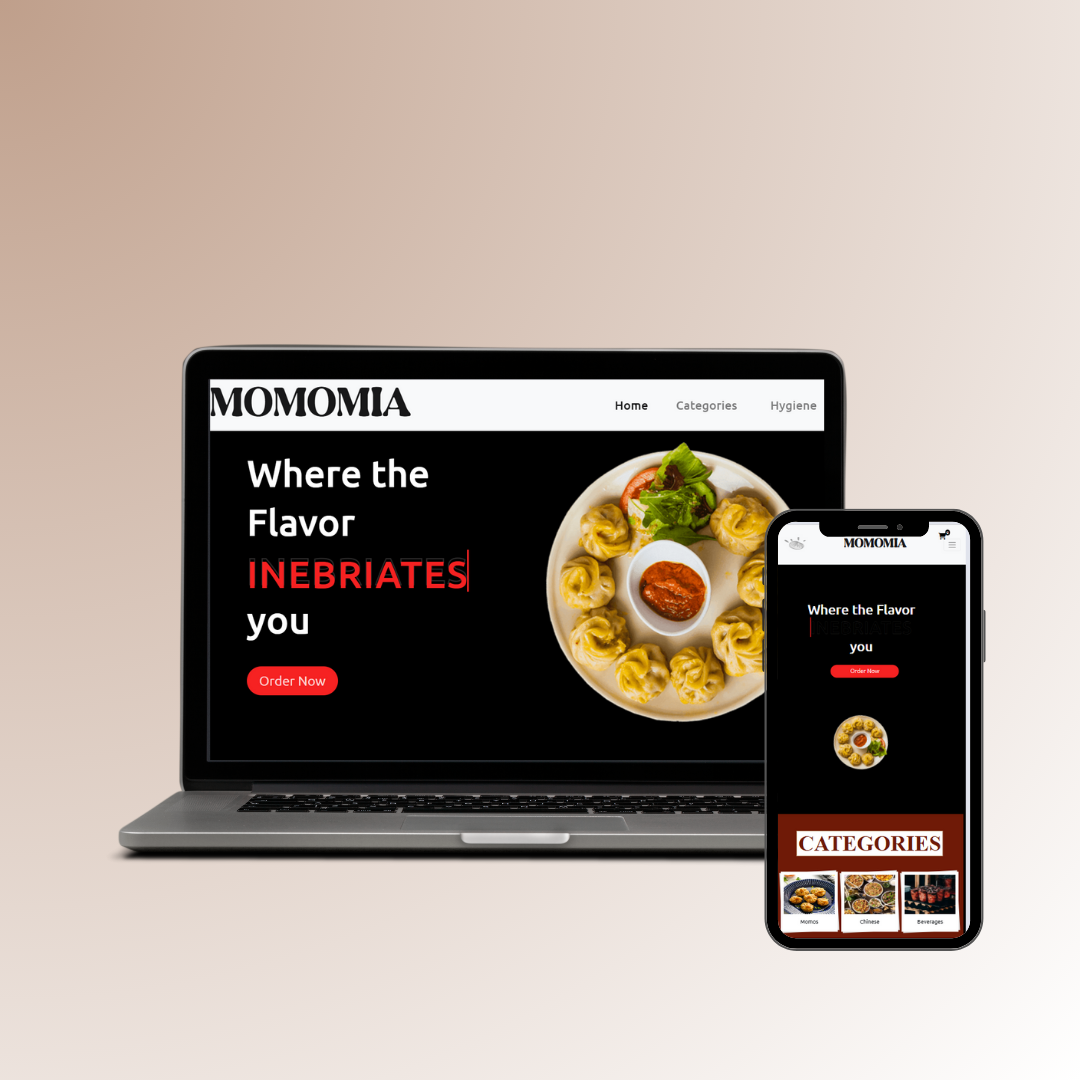 MOMOMIA
Home Categories Hygiene
Where the
Flavor
INEBRIATES
you
Order Now
MOMOMIA
Where the Flavor
INEBRIATES
you
Order Now
CATEGORIES
Momos Chinese Beverages